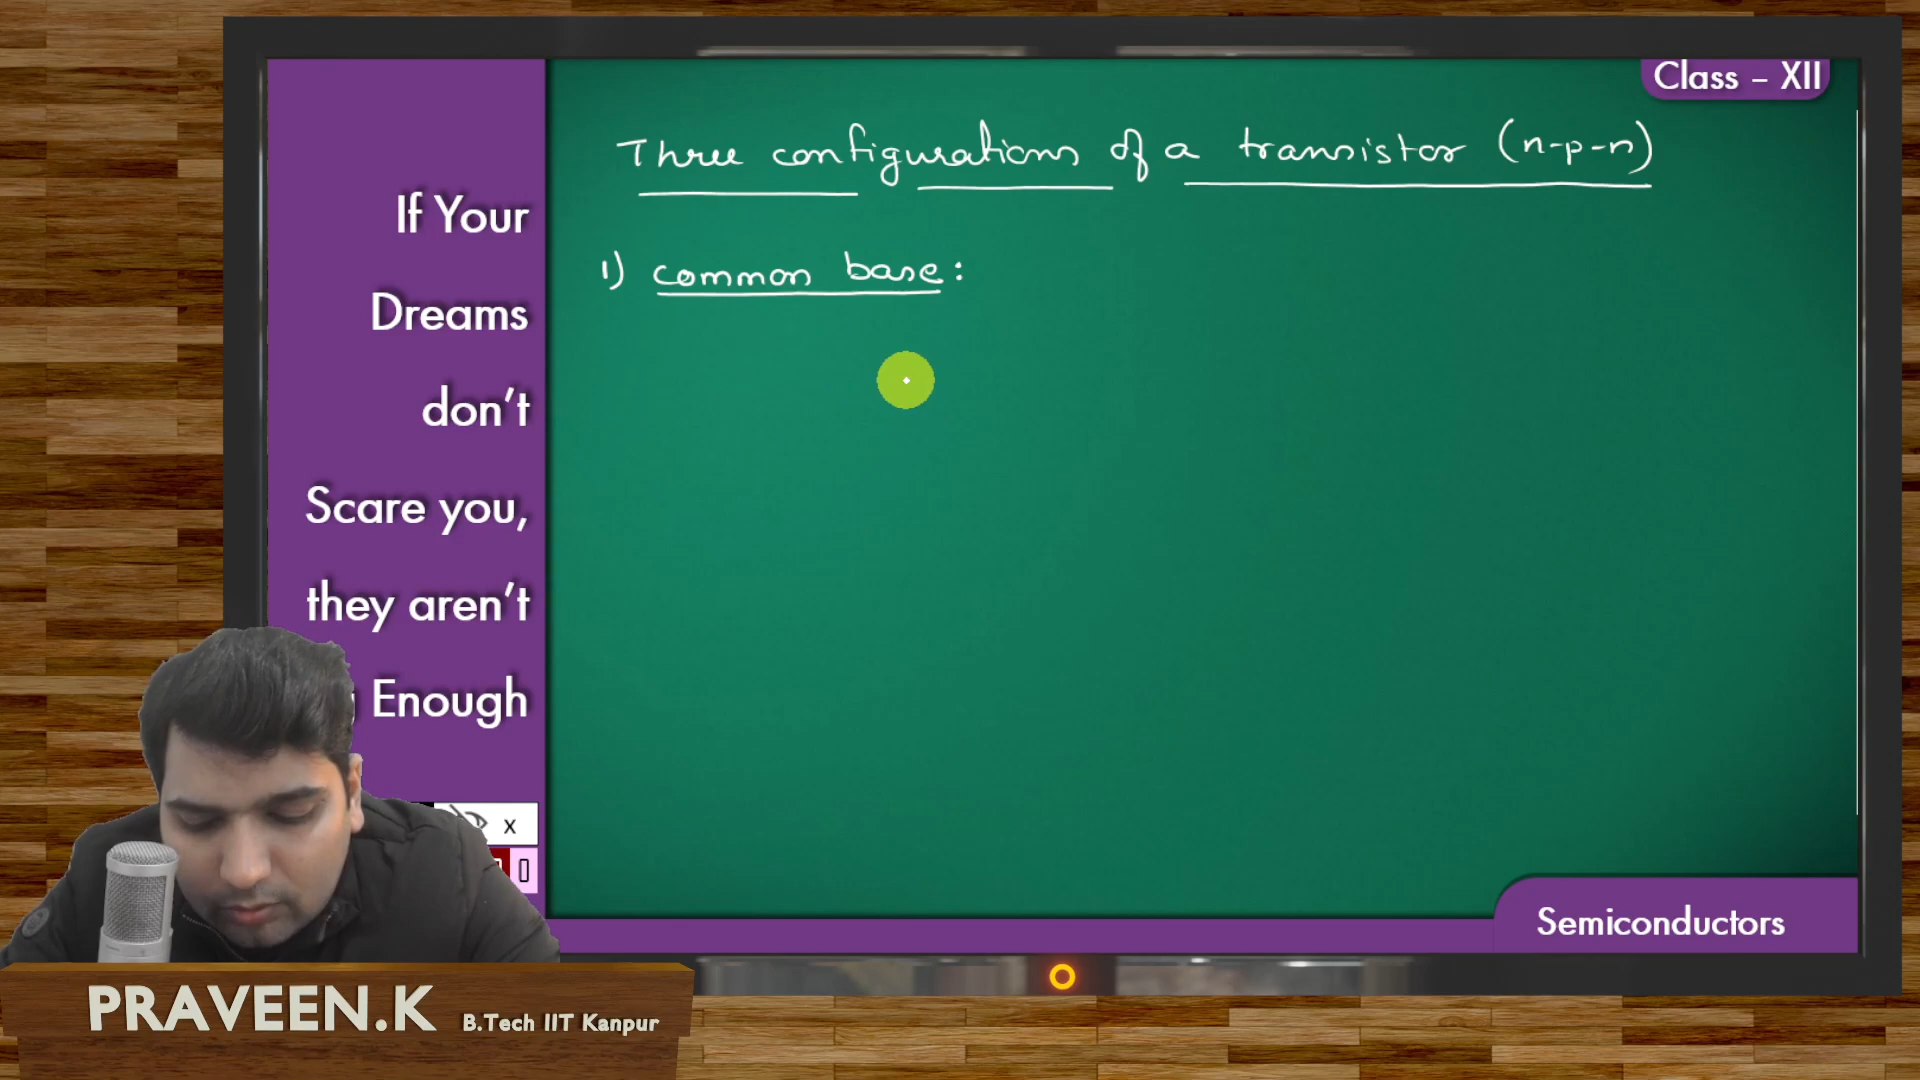 Class – XII
Three configurations of a transistor (n-p-n)
1) common base:
If Your
Dreams
don't
Scare you,
they aren't
Enough
x
Semiconductors
PRAVEEN.K B.Tech IIT Kanpur